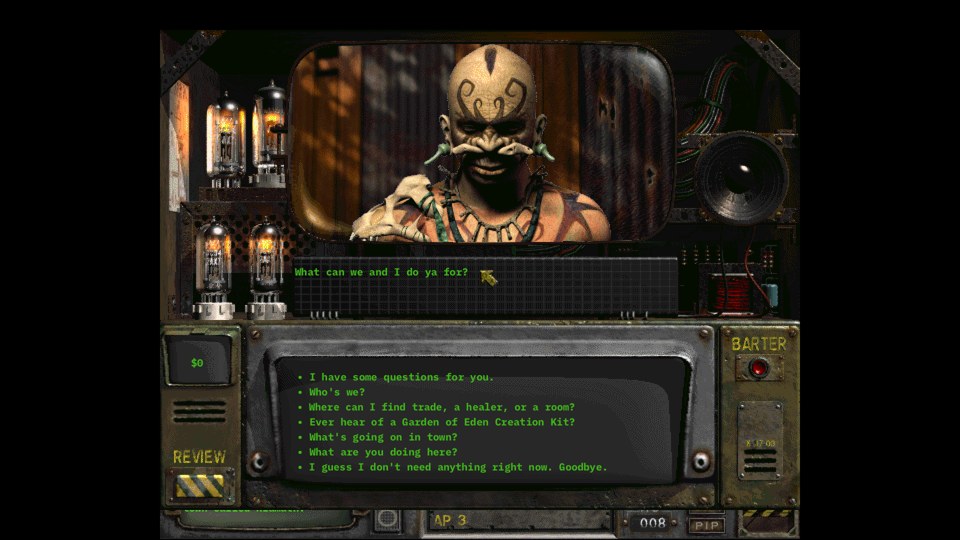 What can we and I do ya for?
$0
BARTER
• I have some questions for you.
• Who's we?
• Where can I find trade, a healer, or a room?
• Ever hear of a Garden of Eden Creation Kit?
• What's going on in town?
• What are you doing here?
• I guess I don't need anything right now. Goodbye.
REVIEW
AP 3
008
PIP